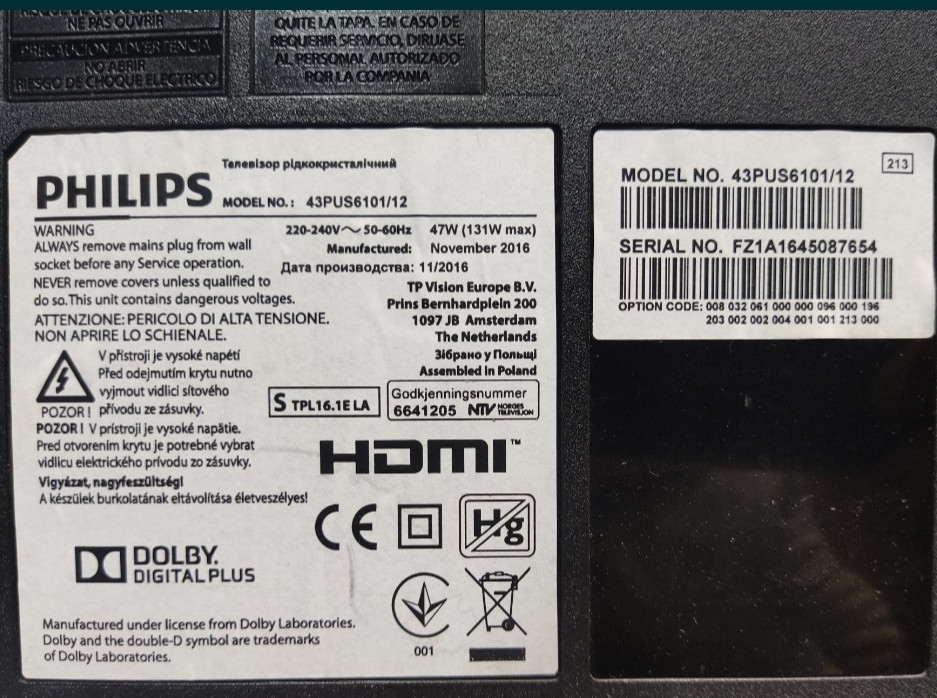 NE PAS OUVRIR
PRECAUCION ADVERTENCIA
NO ABRIR
RIESGO DE CHOQUE ELECTRICO
QUITE LA TAPA. EN CASO DE
REQUERIR SERVICIO, DIRIJASE
AL PERSONAL AUTORIZADO
POR LA COMPANIA
Телевізор рідкокристалічний
PHILIPS MODEL NO.: 43PUS6101/12
WARNING
ALWAYS remove mains plug from wall
socket before any Service operation.
NEVER remove covers unless qualified to
do so.This unit contains dangerous voltages.
ATTENZIONE: PERICOLO DI ALTA TENSIONE.
NON APRIRE LO SCHIENALE.
V přístroji je vysoké napětí
Před odejmutím krytu nutno
vyjmout vidlici síťového
POZOR! přívodu ze zásuvky.
POZOR! V prístroji je vysoké napätie.
Pred otvorením krytu je potrebné vybrat
vidlicu elektrického prívodu zo zásuvky.
Vigyázat, nagyfeszültség!
A készülek burkolatának eltávolítása életveszélyes!
220-240V～ 50-60Hz 47W (131W max)
Manufactured: November 2016
Дата производства: 11/2016
TP Vision Europe B.V.
Prins Bernhardplein 200
1097 JB Amsterdam
The Netherlands
Зібрано у Польщі
Assembled in Poland
S TPL16.1E LA
Godkjenningsnummer
6641205 NTV NORGES TELEVISJON
HDMI™
CE
Hg
DOLBY.
DIGITAL PLUS
001
Manufactured under license from Dolby Laboratories.
Dolby and the double-D symbol are trademarks
of Dolby Laboratories.
213
MODEL NO. 43PUS6101/12
SERIAL NO. FZ1A1645087654
OPTION CODE: 008 032 061 000 000 096 000 196
203 002 002 004 001 001 213 000